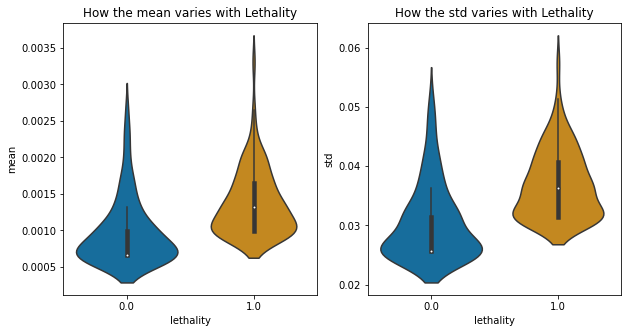 How the mean varies with Lethality
mean
0.0035
0.0030
0.0025
0.0020
0.0015
0.0010
0.0005
0.0
1.0
lethality
How the std varies with Lethality
std
0.06
0.05
0.04
0.03
0.02
0.0
1.0
lethality